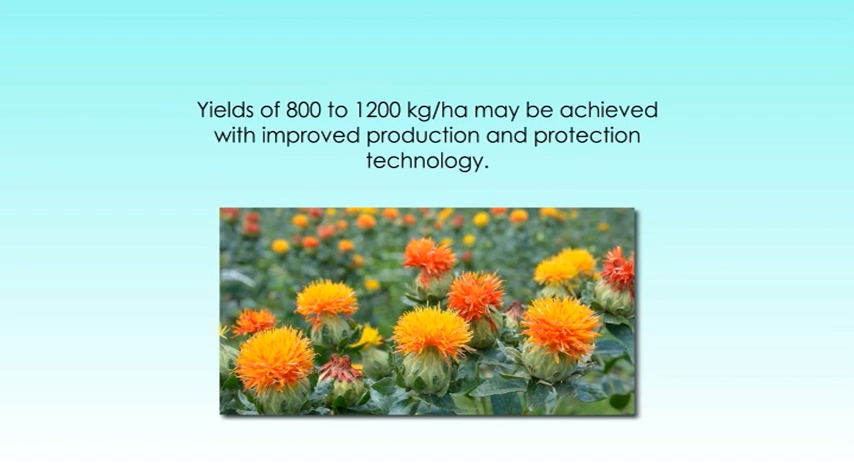 Yields of 800 to 1200 kg/ha may be achieved
with improved production and protection
technology.